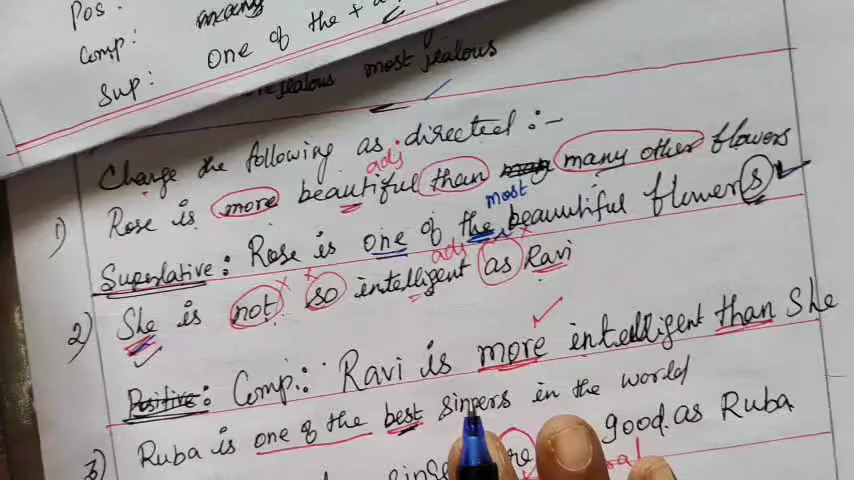 Pos:
Comp:
Sup: One of the +
jealous most jealous
Change the following as directed :-
adj
1) Rose is more beautiful than many other flowers
most
Superlative: Rose is one of the beauutiful flowers
adj
2) She is not so intelligent as Ravi
Positive: Comp:: Ravi is more intelligent than She
3) Ruba is one of the best singers in the world
good as Ruba